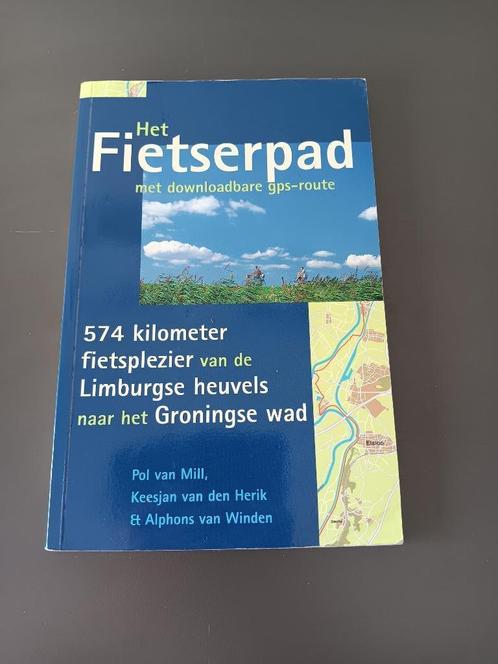 Het
Fietserpad
met downloadbare gps-route
574 kilometer
fietsplezier van de
Limburgse heuvels
naar het Groningse wad
Elsloo
Pol van Mill,
Keesjan van den Herik
& Alphons van Winden